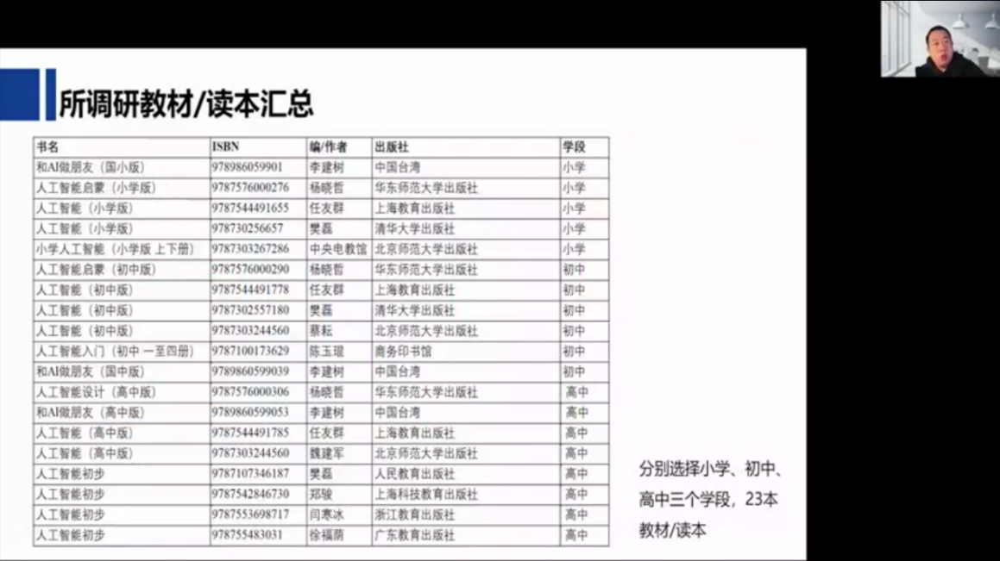 所调研教材/读本汇总
书名 ISBN 编/作者 出版社 学段
和AI做朋友（国小版） 978986059901 李建树 中国台湾 小学
人工智能启蒙（小学版） 9787576000276 杨晓哲 华东师范大学出版社 小学
人工智能（小学版） 9787544491655 任友群 上海教育出版社 小学
人工智能（小学版） 978730256657 樊磊 清华大学出版社 小学
小学人工智能（小学版 上下册） 9787303267286 中央电教馆 北京师范大学出版社 小学
人工智能启蒙（初中版） 9787576000290 杨晓哲 华东师范大学出版社 初中
人工智能（初中版） 9787544491778 任友群 上海教育出版社 初中
人工智能（初中版） 9787302557180 樊磊 清华大学出版社 初中
人工智能（初中版） 9787303244560 蔡耘 北京师范大学出版社 初中
人工智能入门（初中 一至四册） 9787100173629 陈玉琨 商务印书馆 初中
和AI做朋友（国中版） 9789860599039 李建树 中国台湾 初中
人工智能设计（高中版） 9787576000306 杨晓哲 华东师范大学出版社 高中
和AI做朋友（高中版） 9789860599053 李建树 中国台湾 高中
人工智能（高中版） 9787544491785 任友群 上海教育出版社 高中
人工智能（高中版） 9787303244560 魏建军 北京师范大学出版社 高中
人工智能初步 9787107346187 樊磊 人民教育出版社 高中
人工智能初步 9787542846730 郑骏 上海科技教育出版社 高中
人工智能初步 9787553698717 闫寒冰 浙江教育出版社 高中
人工智能初步 978755483031 徐福荫 广东教育出版社 高中
分别选择小学、初中、
高中三个学段，23本
教材/读本